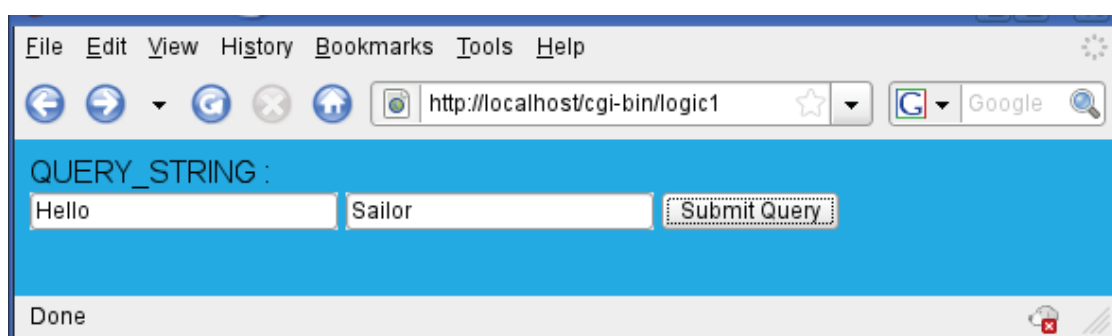 File Edit View History Bookmarks Tools Help
http://localhost/cgi-bin/logic1 G Google
QUERY_STRING :
Hello Sailor Submit Query
Done